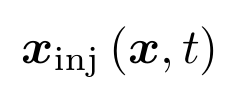 𝒙_inj (𝒙, t)